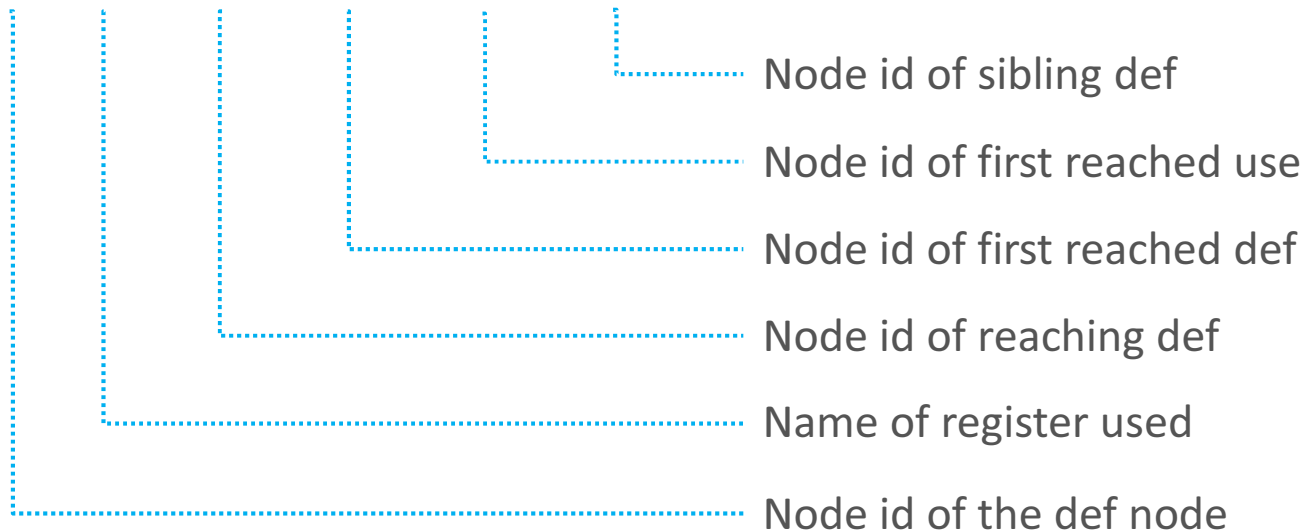 Node id of sibling def
Node id of first reached use
Node id of first reached def
Node id of reaching def
Name of register used
Node id of the def node